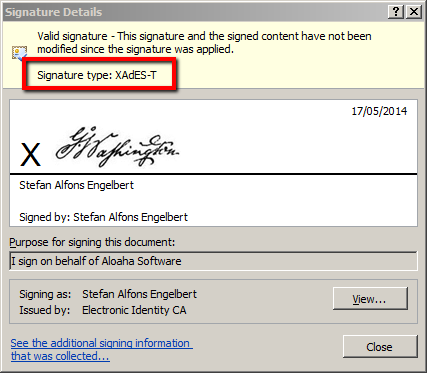 Signature Details
Valid signature - This signature and the signed content have not been
modified since the signature was applied.
Signature type: XAdES-T
17/05/2014
X G. Washington
Stefan Alfons Engelbert
Signed by: Stefan Alfons Engelbert
Purpose for signing this document:
I sign on behalf of Aloaha Software
Signing as: Stefan Alfons Engelbert
Issued by: Electronic Identity CA
View...
See the additional signing information
that was collected...
Close